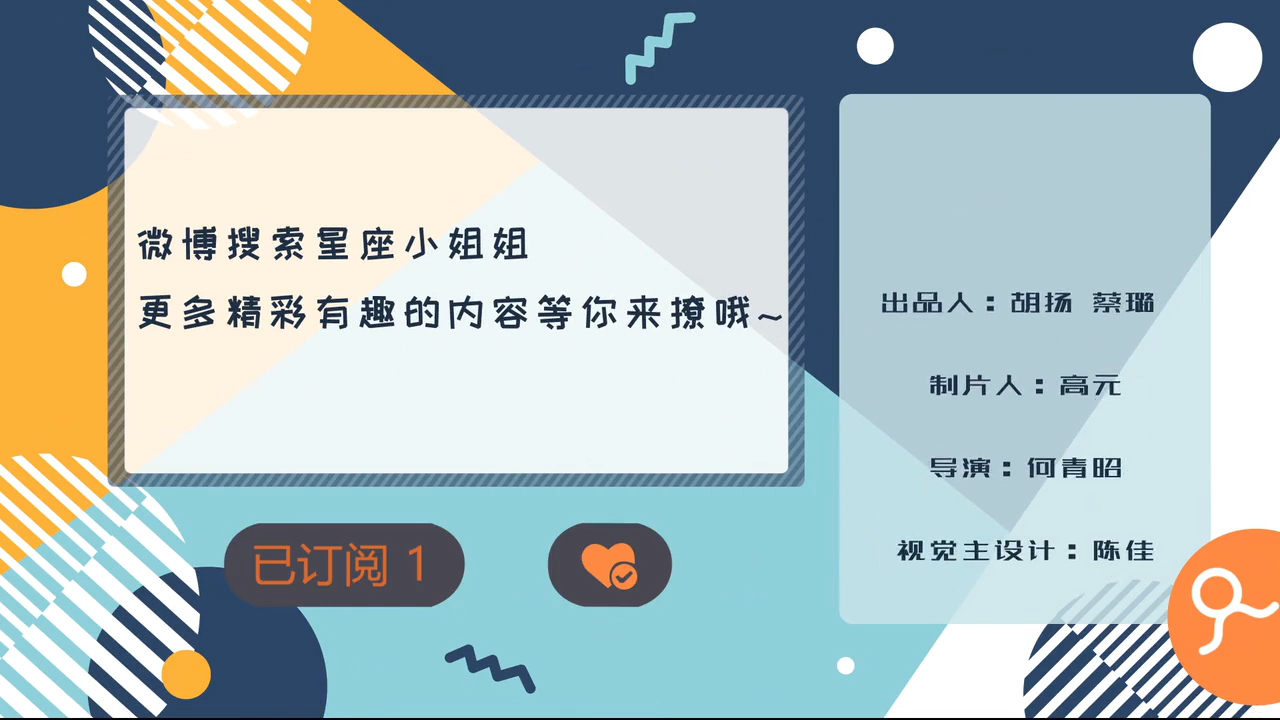 微博搜索星座小姐姐
更多精彩有趣的内容等你来撩哦~
已订阅 1
出品人：胡扬 蔡璐
制片人：高元
导演：何青昭
视觉主设计：陈佳